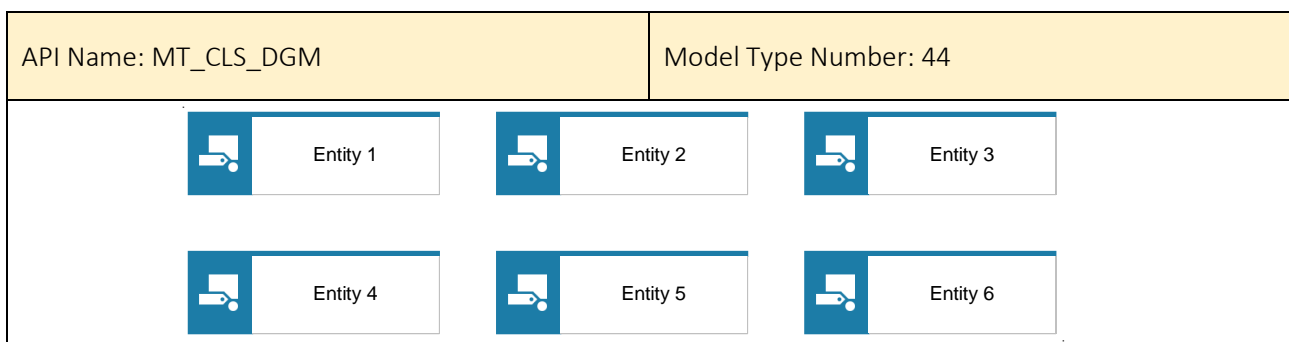 API Name: MT_CLS_DGM
Model Type Number: 44
Entity 1
Entity 2
Entity 3
Entity 4
Entity 5
Entity 6